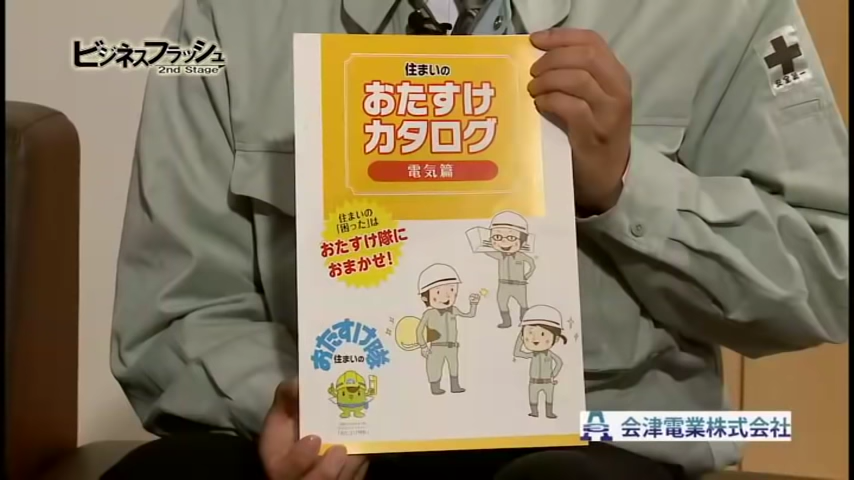 ビジネスフラッシュ
2nd Stage
住まいの
おたすけ
カタログ
電気篇
住まいの
「困った」は
おたすけ隊に
おまかせ!
おたすけ隊
住まいの
会津電業株式会社